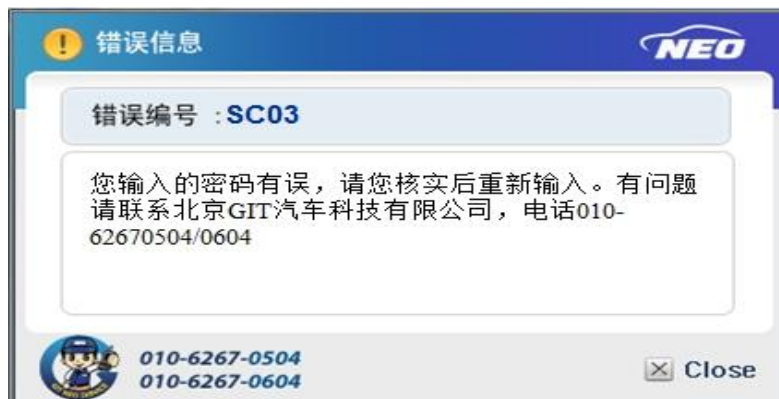 错误信息
NEO
错误编号 :SC03
您输入的密码有误，请您核实后重新输入。有问题
请联系北京GIT汽车科技有限公司，电话010-
62670504/0604
010-6267-0504
010-6267-0604
Close